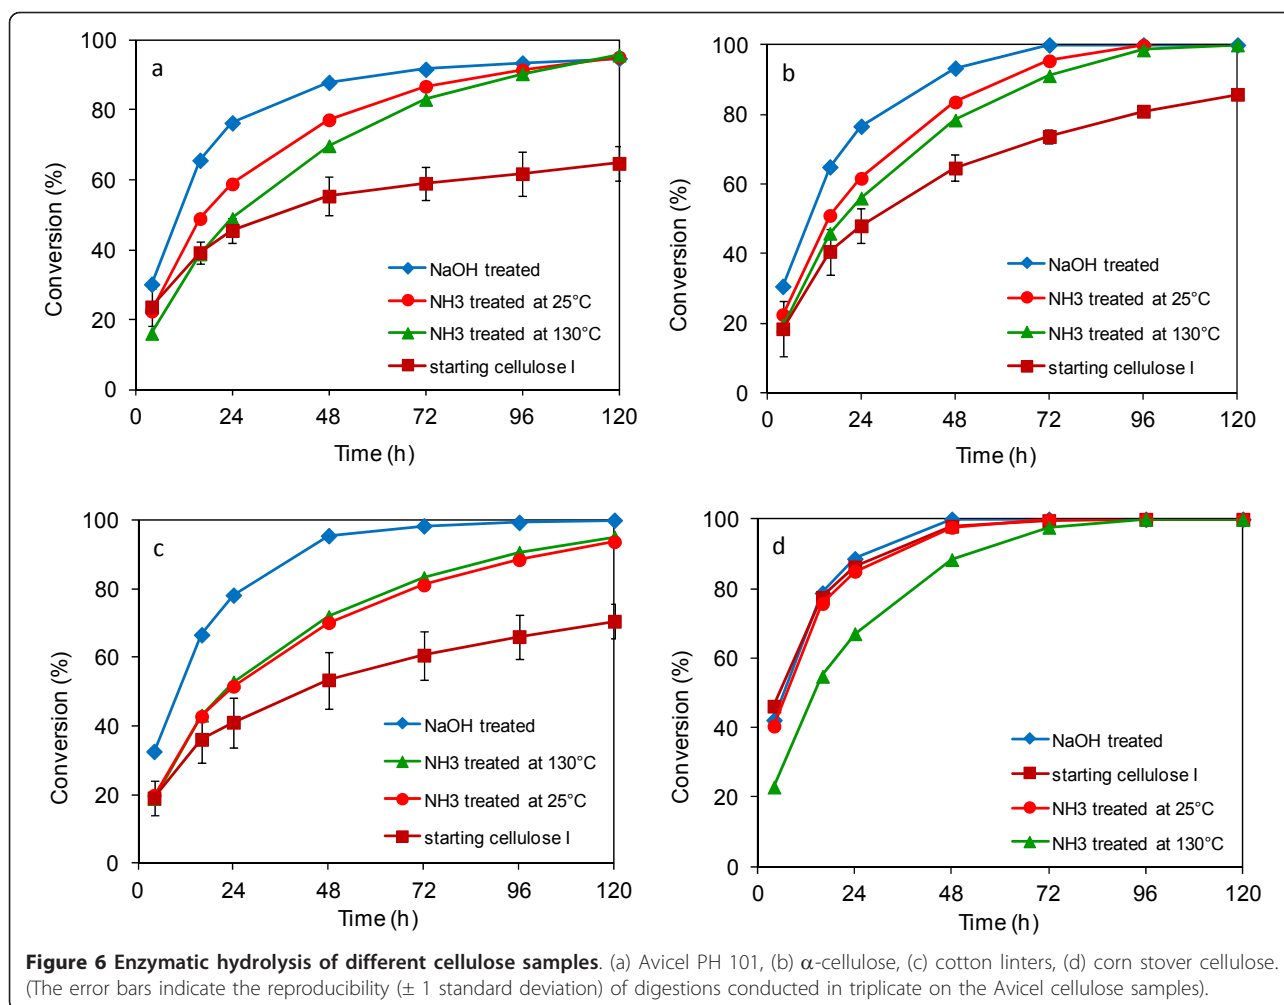 100
80
60
40
20
0
Conversion (%)
a
NaOH treated
NH3 treated at 25°C
NH3 treated at 130°C
starting cellulose I
0 24 48 72 96 120
Time (h)
100
80
60
40
20
0
Conversion (%)
b
NaOH treated
NH3 treated at 25°C
NH3 treated at 130°C
starting cellulose I
0 24 48 72 96 120
Time (h)
100
80
60
40
20
0
Conversion (%)
c
NaOH treated
NH3 treated at 130°C
NH3 treated at 25°C
starting cellulose I
0 24 48 72 96 120
Time (h)
100
80
60
40
20
0
Conversion (%)
d
NaOH treated
starting cellulose I
NH3 treated at 25°C
NH3 treated at 130°C
0 24 48 72 96 120
Time (h)
Figure 6 Enzymatic hydrolysis of different cellulose samples. (a) Avicel PH 101, (b) α-cellulose, (c) cotton linters, (d) corn stover cellulose.
(The error bars indicate the reproducibility (± 1 standard deviation) of digestions conducted in triplicate on the Avicel cellulose samples).